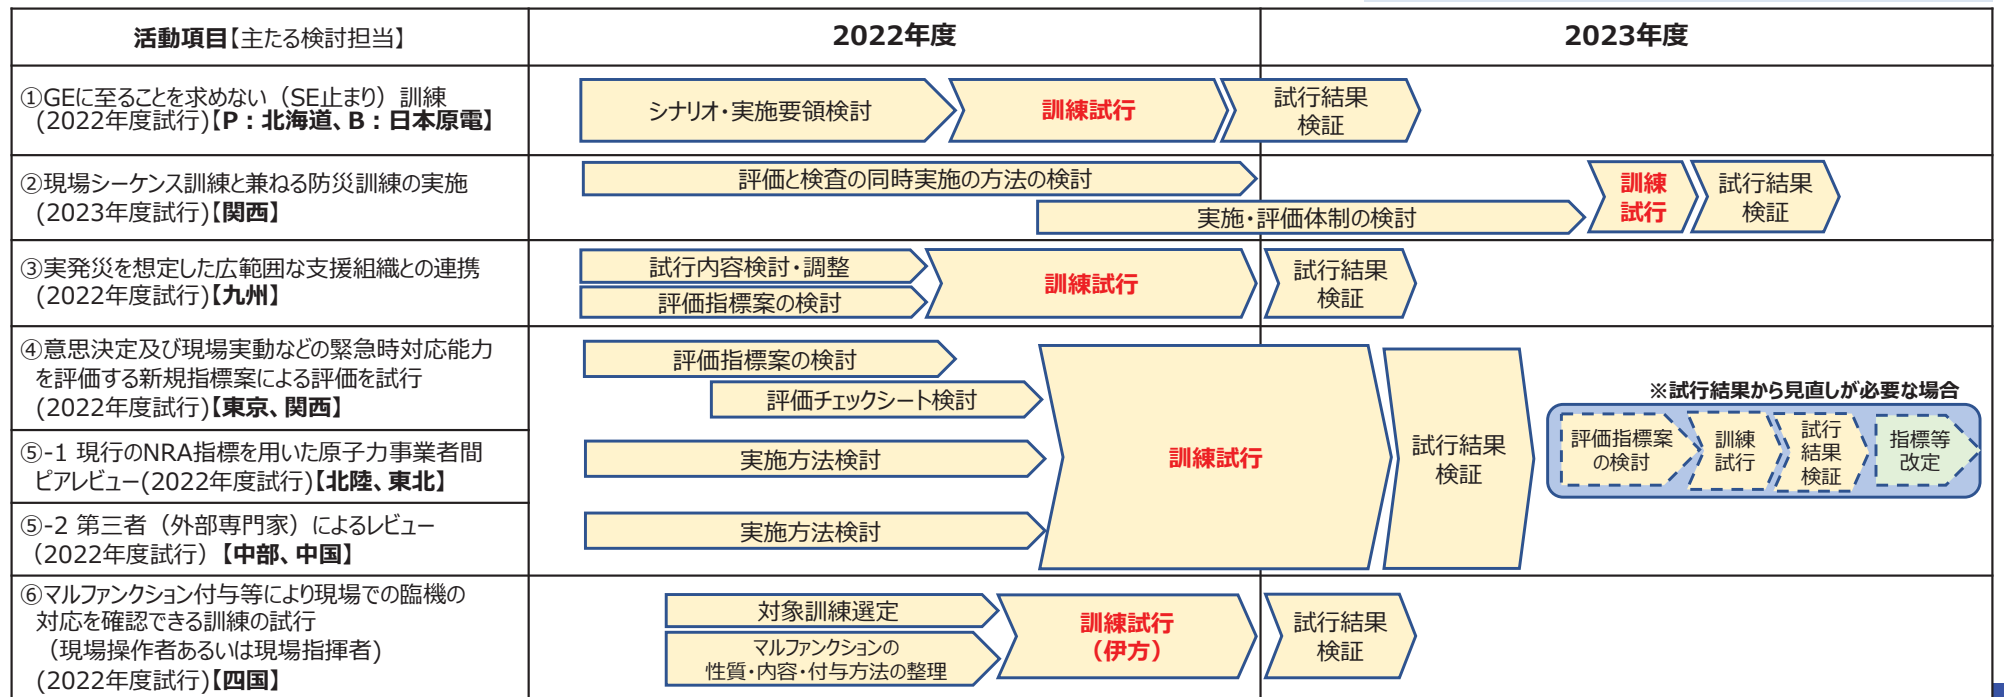 活動項目【主たる検討担当】
2022年度
2023年度
①GEに至ることを求めない（SE止まり）訓練
(2022年度試行)【P：北海道、B：日本原電】
シナリオ・実施要領検討
訓練試行
試行結果
検証
②現場シーケンス訓練と兼ねる防災訓練の実施
(2023年度試行)【関西】
評価と検査の同時実施の方法の検討
実施・評価体制の検討
訓練
試行
試行結果
検証
③実発災を想定した広範囲な支援組織との連携
(2022年度試行)【九州】
試行内容検討・調整
評価指標案の検討
訓練試行
試行結果
検証
④意思決定及び現場実動などの緊急時対応能力
を評価する新規指標案による評価を試行
(2022年度試行)【東京、関西】
評価指標案の検討
評価チェックシート検討
⑤-1 現行のNRA指標を用いた原子力事業者間
ピアレビュー(2022年度試行)【北陸、東北】
実施方法検討
⑤-2 第三者（外部専門家）によるレビュー
（2022年度試行）【中部、中国】
実施方法検討
訓練試行
試行結果
検証
※試行結果から見直しが必要な場合
評価指標案
の検討
訓練
試行
試行
結果
検証
指標等
改定
⑥マルファンクション付与等により現場での臨機の
対応を確認できる訓練の試行
（現場操作者あるいは現場指揮者)
(2022年度試行)【四国】
対象訓練選定
マルファンクションの
性質・内容・付与方法の整理
訓練試行
（伊方）
試行結果
検証